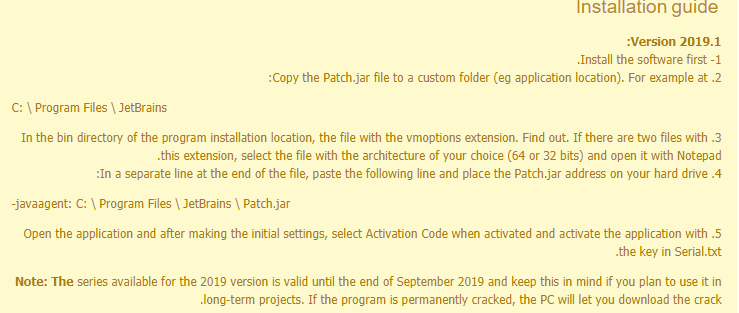 Installation guide
:Version 2019.1
.Install the software first -1
:Copy the Patch.jar file to a custom folder (eg application location). For example at .2
C: \ Program Files \ JetBrains
In the bin directory of the program installation location, the file with the vmoptions extension. Find out. If there are two files with .3
.this extension, select the file with the architecture of your choice (64 or 32 bits) and open it with Notepad
:In a separate line at the end of the file, paste the following line and place the Patch.jar address on your hard drive .4
-javaagent: C: \ Program Files \ JetBrains \ Patch.jar
Open the application and after making the initial settings, select Activation Code when activated and activate the application with .5
.the key in Serial.txt
Note: The series available for the 2019 version is valid until the end of September 2019 and keep this in mind if you plan to use it in
.long-term projects. If the program is permanently cracked, the PC will let you download the crack